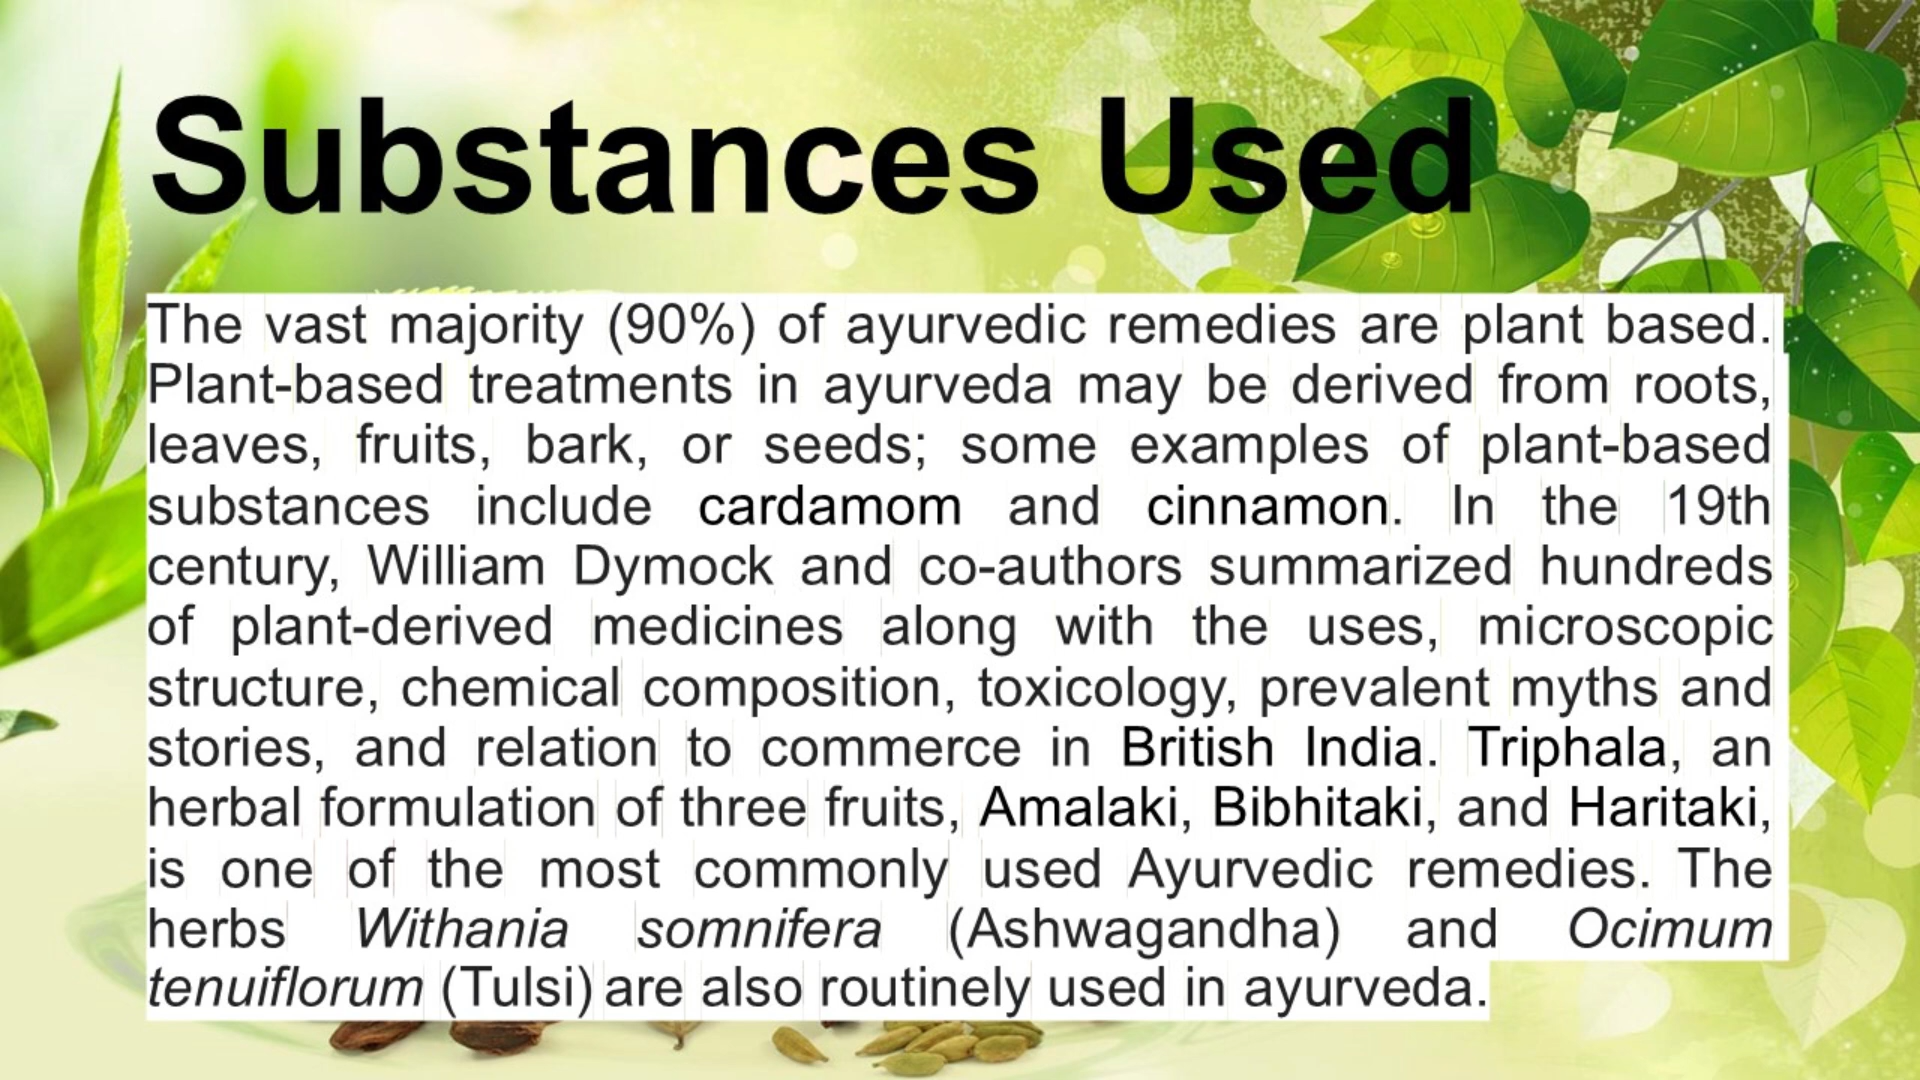 Substances Used
The vast majority (90%) of ayurvedic remedies are plant based.
Plant-based treatments in ayurveda may be derived from roots,
leaves, fruits, bark, or seeds; some examples of plant-based
substances include cardamom and cinnamon. In the 19th
century, William Dymock and co-authors summarized hundreds
of plant-derived medicines along with the uses, microscopic
structure, chemical composition, toxicology, prevalent myths and
stories, and relation to commerce in British India. Triphala, an
herbal formulation of three fruits, Amalaki, Bibhitaki, and Haritaki,
is one of the most commonly used Ayurvedic remedies. The
herbs Withania somnifera (Ashwagandha) and Ocimum
tenuiflorum (Tulsi) are also routinely used in ayurveda.